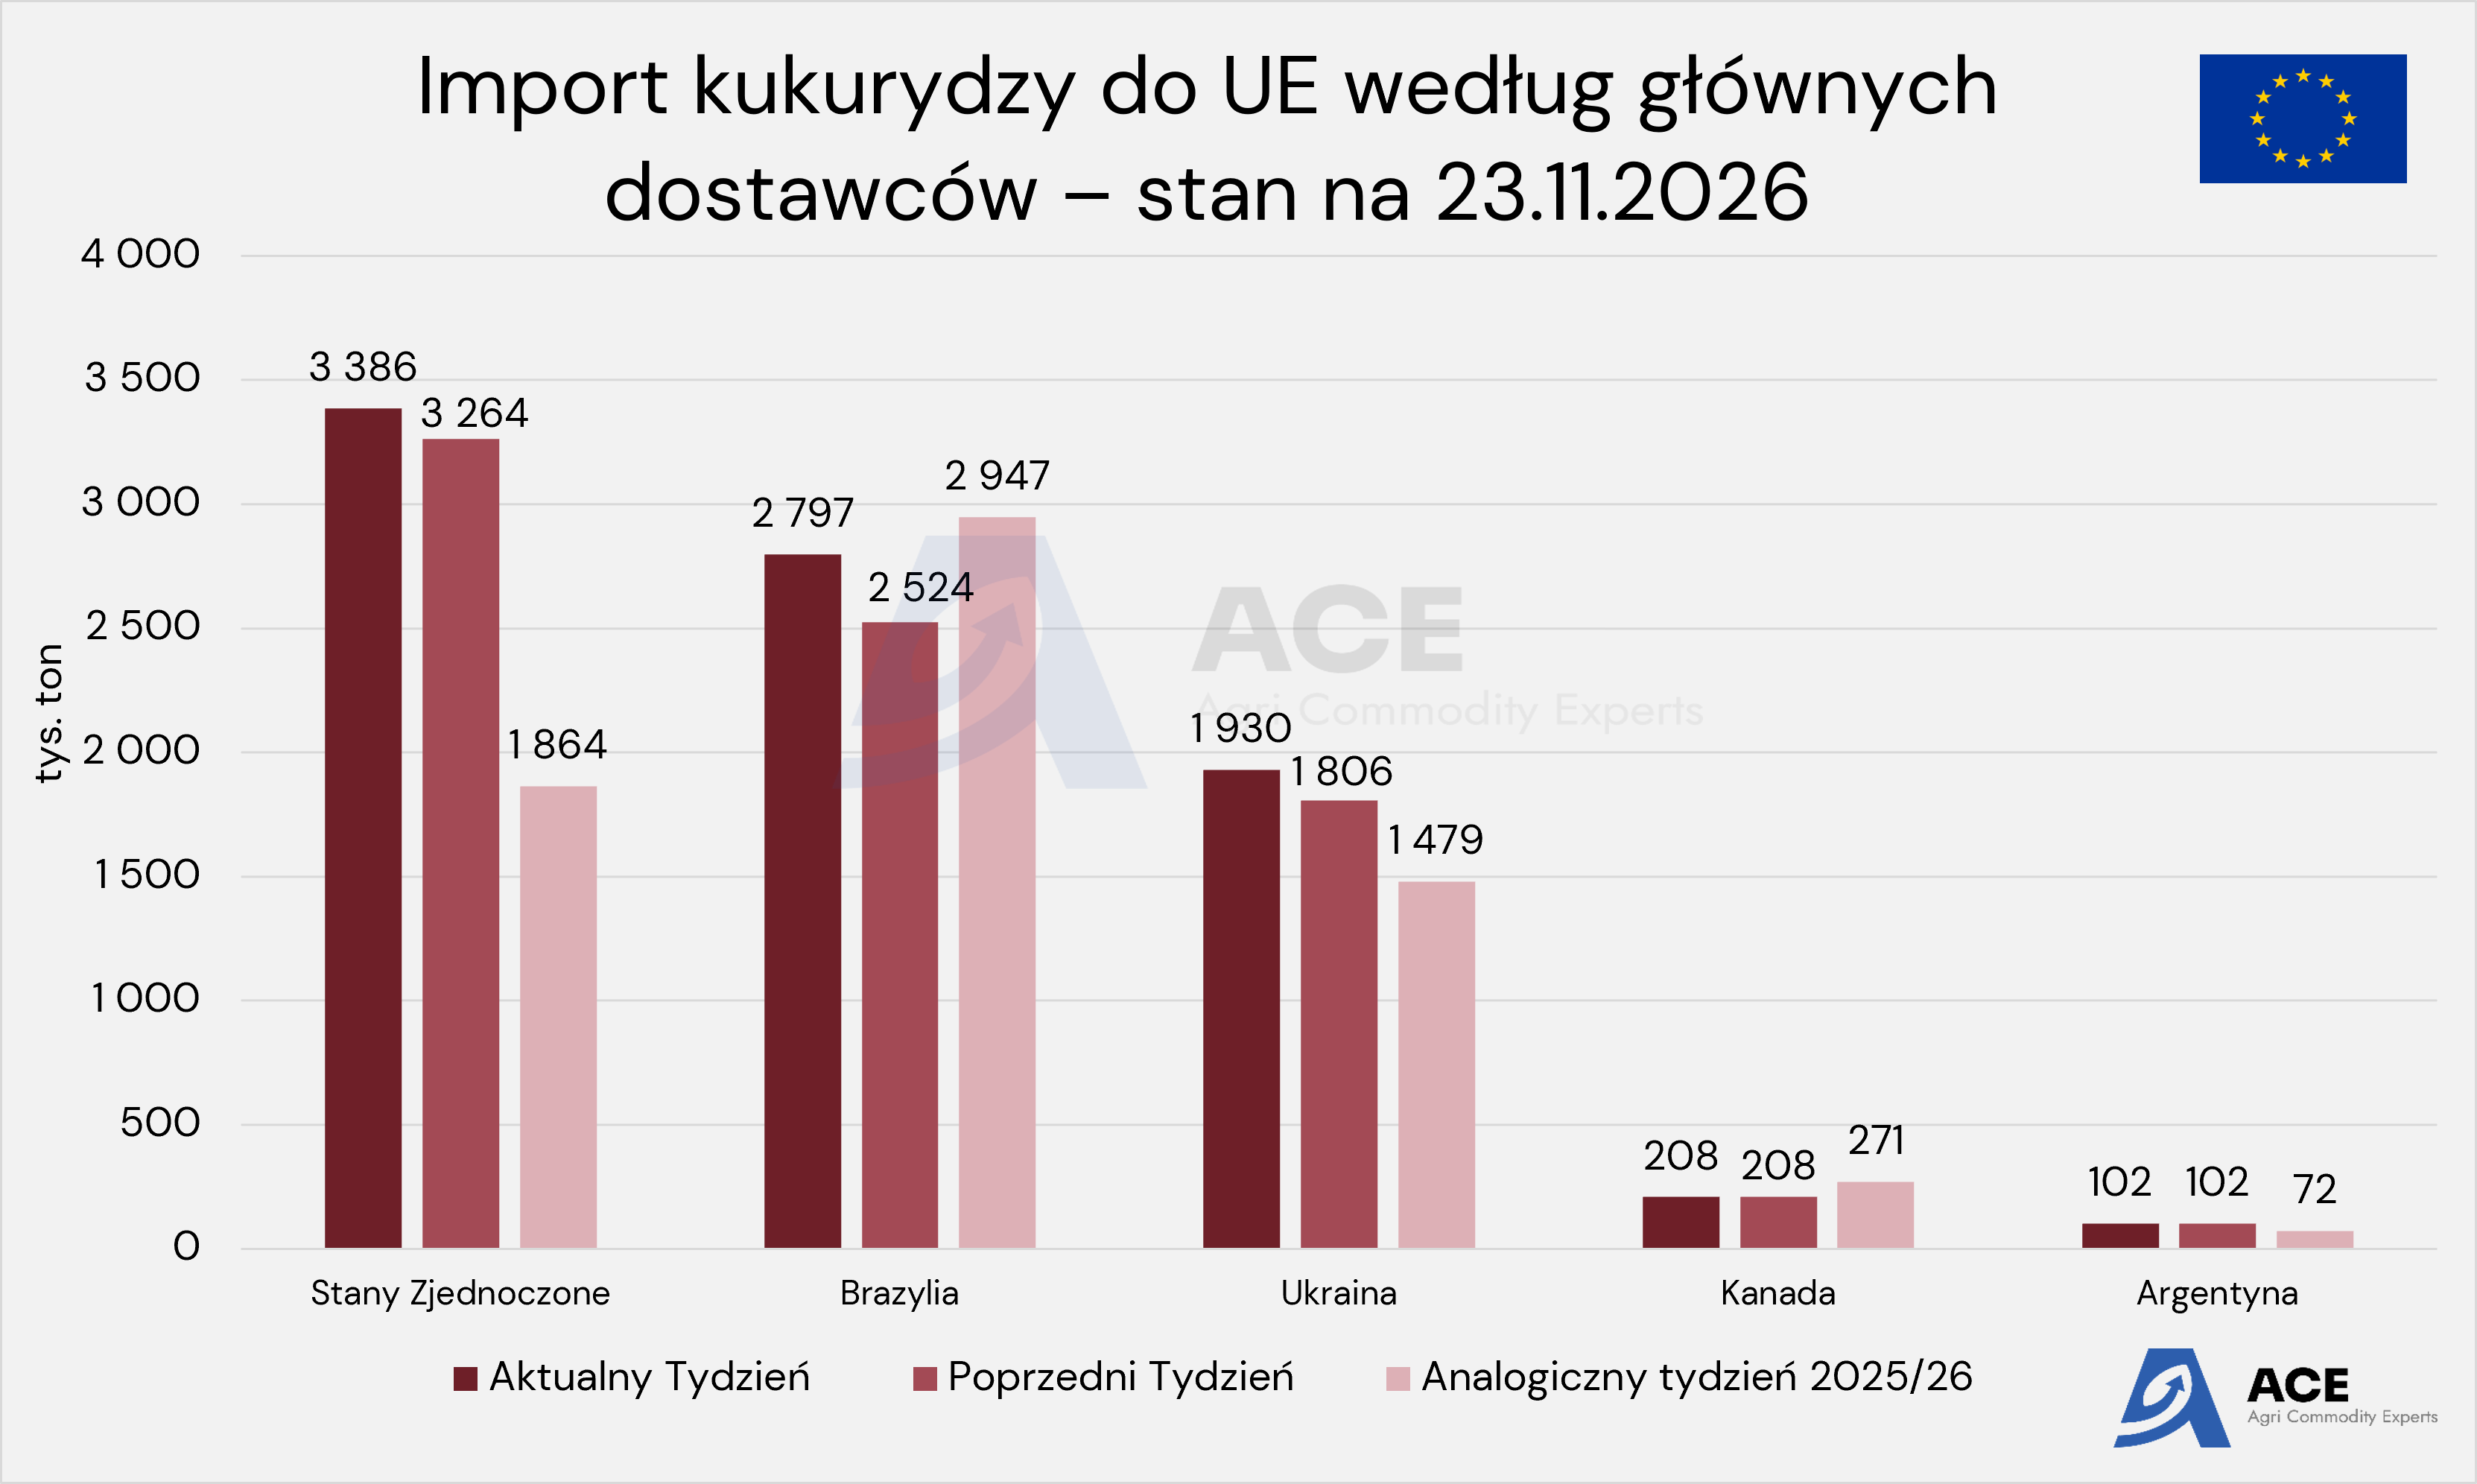 Import kukurydzy do UE według głównych
dostawców – stan na 23.11.2026
tys. ton
4 000
3 500
3 000
2 500
2 000
1 500
1 000
500
0
3 386
3 264
1 864
2 797
2 524
2 947
1 930
1 806
1 479
208
208
271
102
102
72
ACE
Agri Commodity Experts
Stany Zjednoczone
Brazylia
Ukraina
Kanada
Argentyna
Aktualny Tydzień
Poprzedni Tydzień
Analogiczny tydzień 2025/26
ACE
Agri Commodity Experts